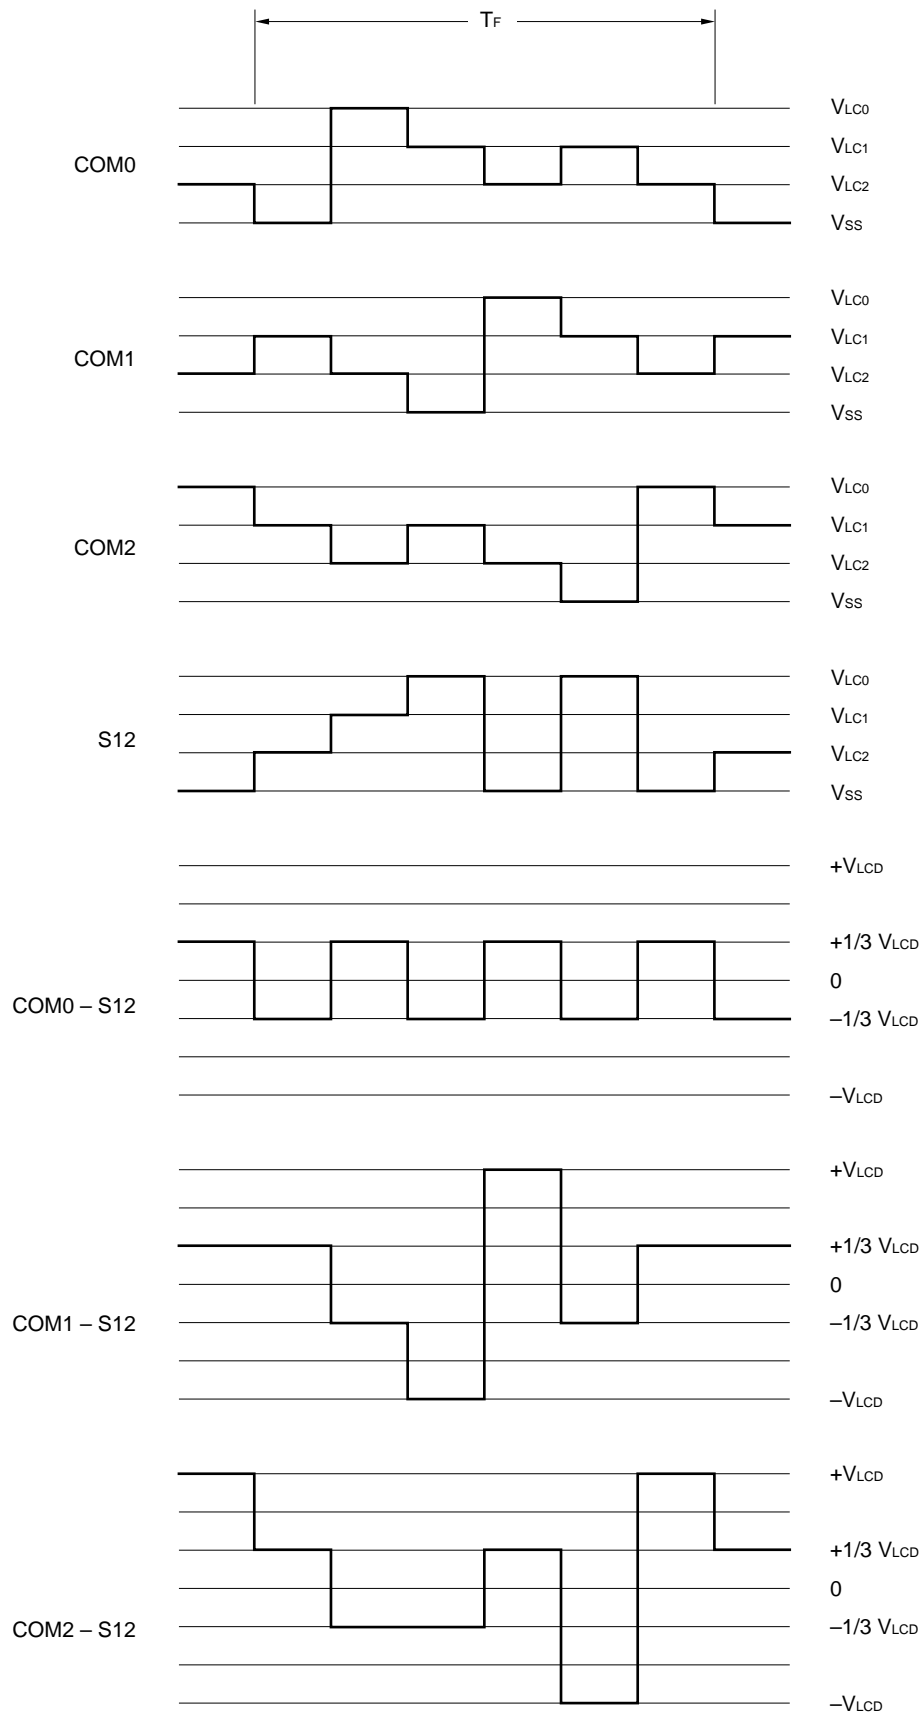 TF
COM0
VLC0
VLC1
VLC2
VSS
COM1
VLC0
VLC1
VLC2
VSS
COM2
VLC0
VLC1
VLC2
VSS
S12
VLC0
VLC1
VLC2
VSS
COM0 – S12
+VLCD
+1/3 VLCD
0
–1/3 VLCD
–VLCD
COM1 – S12
+VLCD
+1/3 VLCD
0
–1/3 VLCD
–VLCD
COM2 – S12
+VLCD
+1/3 VLCD
0
–1/3 VLCD
–VLCD